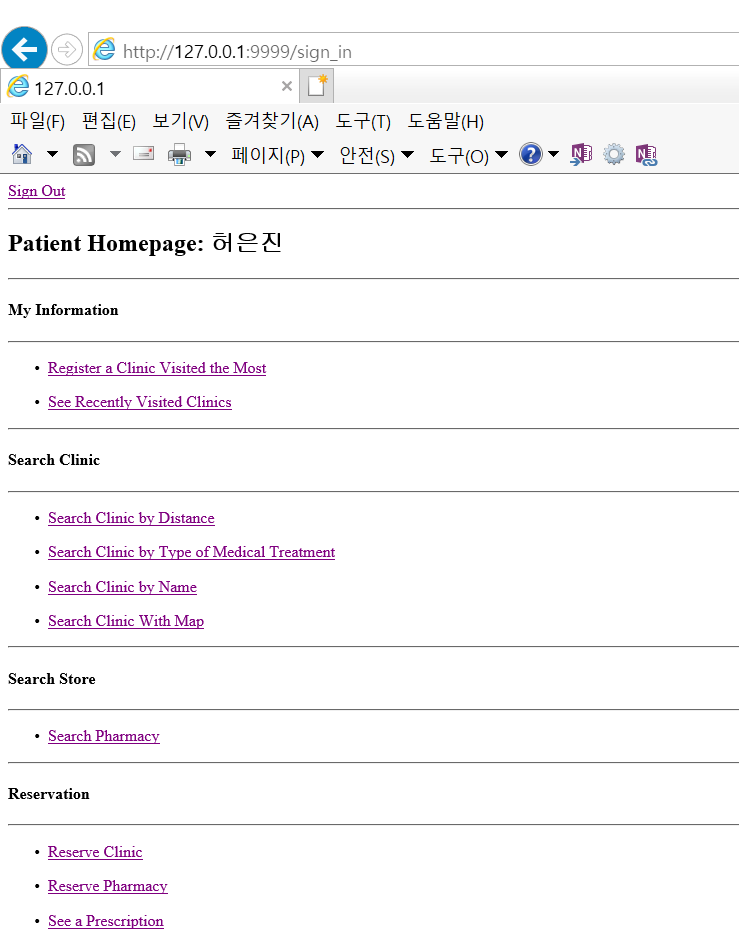 http://127.0.0.1:9999/sign_in
127.0.0.1
파일(F) 편집(E) 보기(V) 즐겨찾기(A) 도구(T) 도움말(H)
페이지(P) 안전(S) 도구(O)
Sign Out
Patient Homepage: 허은진
My Information
• Register a Clinic Visited the Most
• See Recently Visited Clinics
Search Clinic
• Search Clinic by Distance
• Search Clinic by Type of Medical Treatment
• Search Clinic by Name
• Search Clinic With Map
Search Store
• Search Pharmacy
Reservation
• Reserve Clinic
• Reserve Pharmacy
• See a Prescription